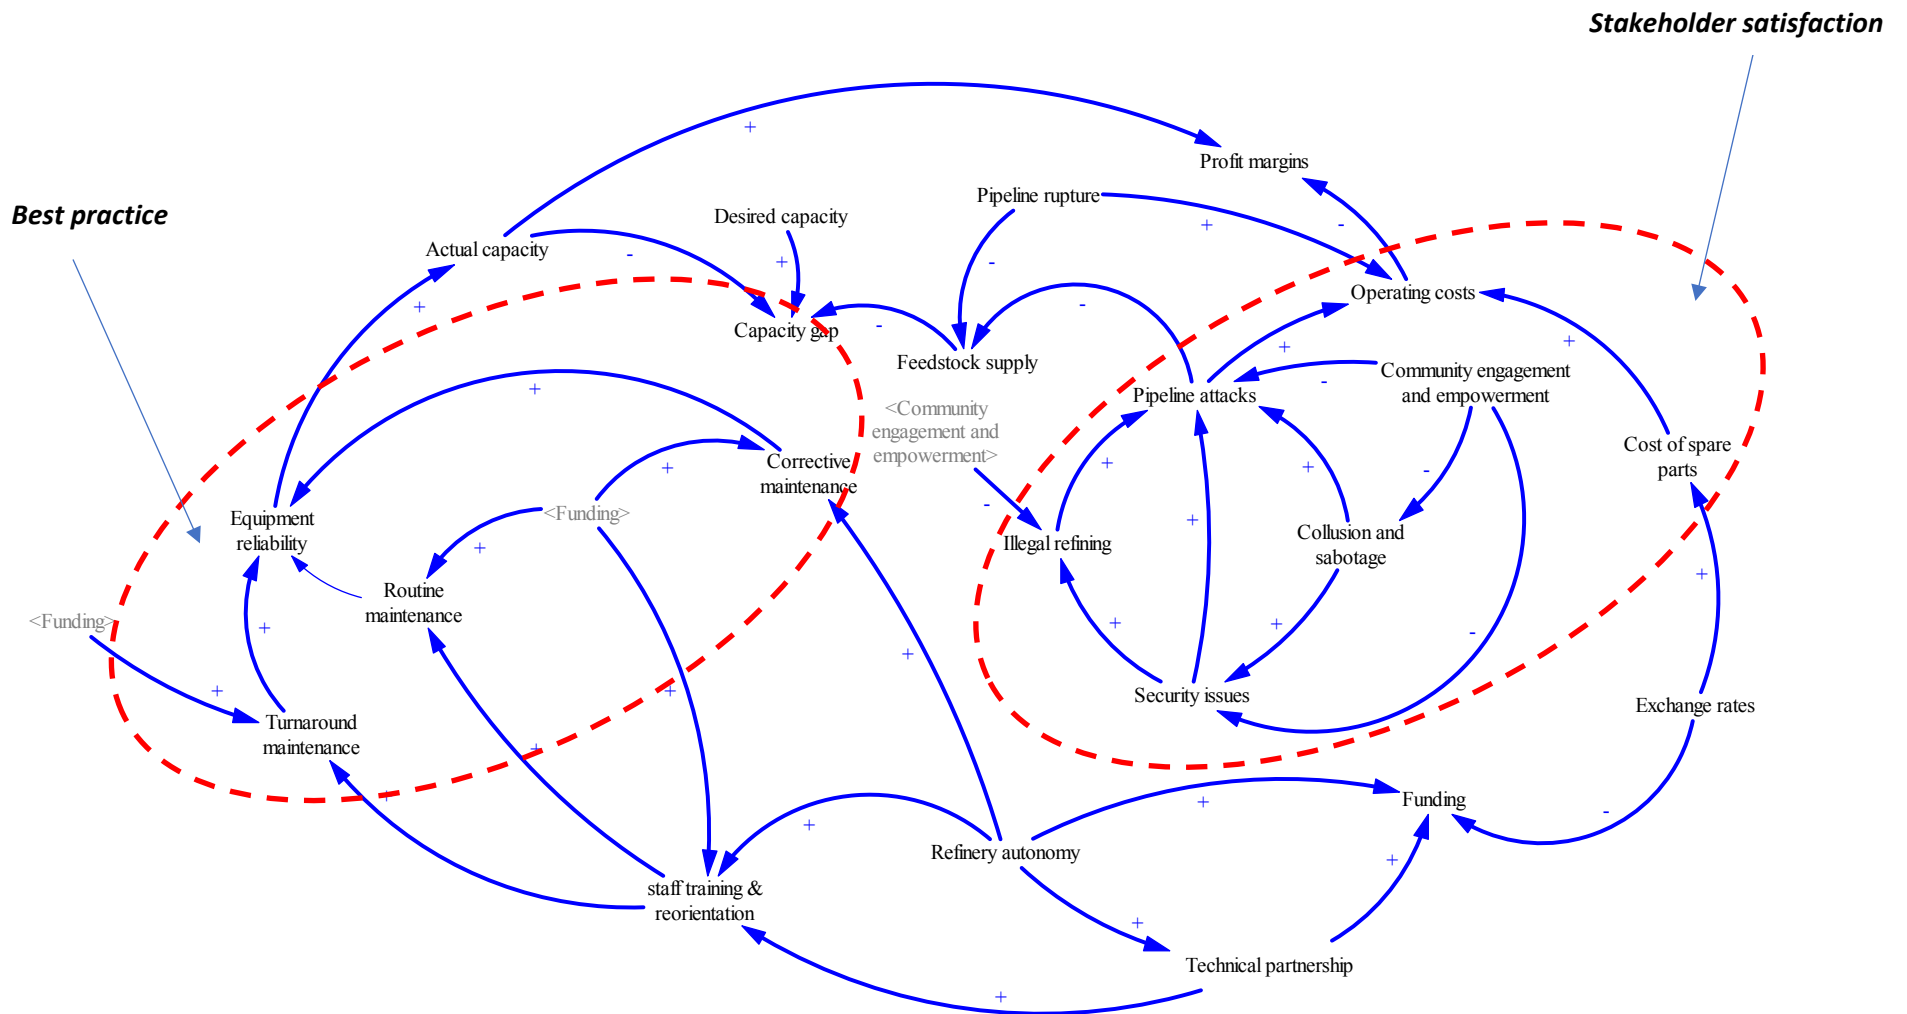 Stakeholder satisfaction
+
Profit margins
Pipeline rupture
Best practice
Desired capacity
+
-
Actual capacity
-
+
-
Operating costs
+
-
Capacity gap
-
+
Feedstock supply
+
-
Community engagement
and empowerment
+
Pipeline attacks
<Community
engagement and
empowerment>
Cost of spare
parts
Corrective
maintenance
+
+
+
-
-
<Funding>
Equipment
reliability
+
+
Illegal refining
Collusion and
sabotage
+
Routine
maintenance
<Funding>
+
+
+
-
+
+
+
Security issues
Exchange rates
Turnaround
maintenance
+
+
Funding
+
-
+
Refinery autonomy
+
staff training &
reorientation
+
Technical partnership
+